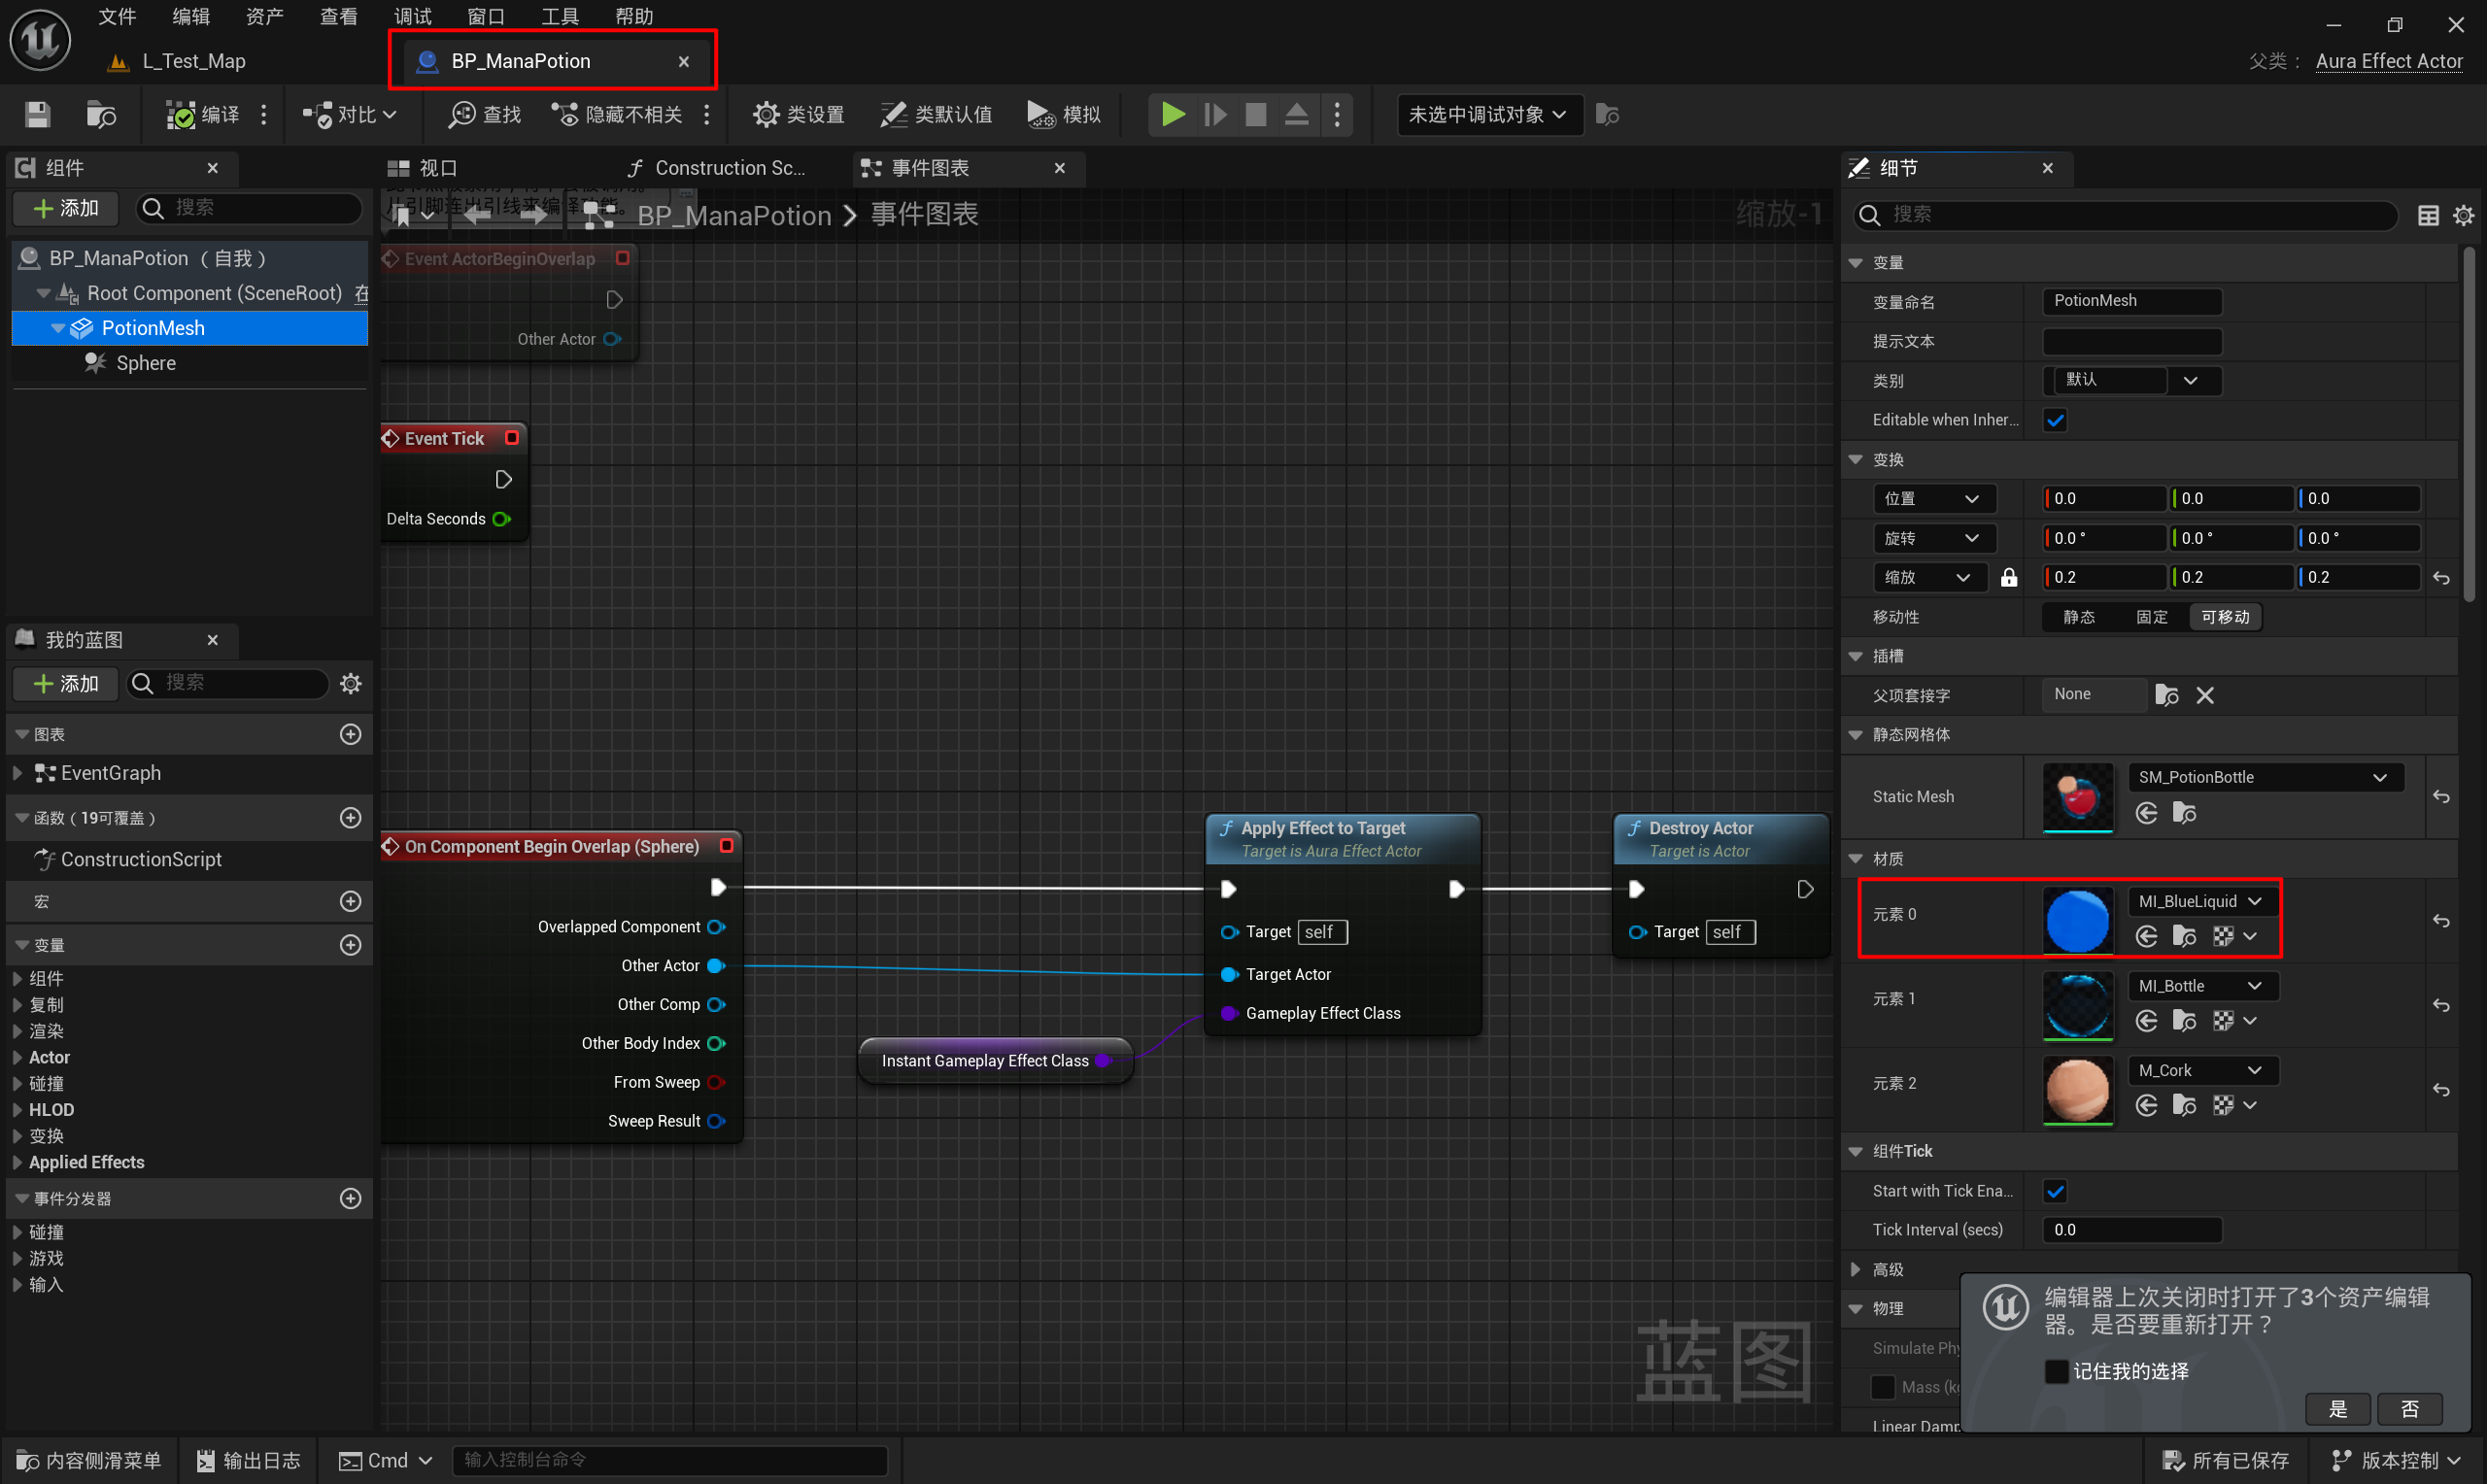 文件 编辑 资产 查看 调试 窗口 工具 帮助
L_Test_Map
BP_ManaPotion
父类： Aura Effect Actor
编译
对比
查找
隐藏不相关
类设置
类默认值
模拟
未选中调试对象
组件
添加
搜索
BP_ManaPotion （自我）
Root Component (SceneRoot) 在
PotionMesh
Sphere
我的蓝图
添加
搜索
图表
EventGraph
函数（19可覆盖）
ConstructionScript
宏
变量
组件
复制
渲染
Actor
碰撞
HLOD
变换
Applied Effects
事件分发器
碰撞
游戏
输入
视口
Construction Sc...
事件图表
引脚连出引线来编译功能。
BP_ManaPotion > 事件图表
缩放-1
Event ActorBeginOverlap
Other Actor
Event Tick
Delta Seconds
On Component Begin Overlap (Sphere)
Overlapped Component
Other Actor
Other Comp
Other Body Index
From Sweep
Sweep Result
Instant Gameplay Effect Class
Apply Effect to Target
Target is Aura Effect Actor
Target self
Target Actor
Gameplay Effect Class
Destroy Actor
Target is Actor
Target self
蓝图
细节
搜索
变量
变量命名 PotionMesh
提示文本
类别 默认
Editable when Inher...
变换
位置 0.0 0.0 0.0
旋转 0.0 ° 0.0 ° 0.0 °
缩放 0.2 0.2 0.2
移动性 静态 固定 可移动
插槽
父项套接字 None
静态网格体
Static Mesh SM_PotionBottle
材质
元素 0 MI_BlueLiquid
元素 1 MI_Bottle
元素 2 M_Cork
组件Tick
Start with Tick Ena...
Tick Interval (secs) 0.0
高级
物理
Simulate Phy
Mass (k
Linear Damp
编辑器上次关闭时打开了3个资产编辑
器。是否要重新打开？
记住我的选择
是 否
内容侧滑菜单
输出日志
Cmd
输入控制台命令
所有已保存
版本控制